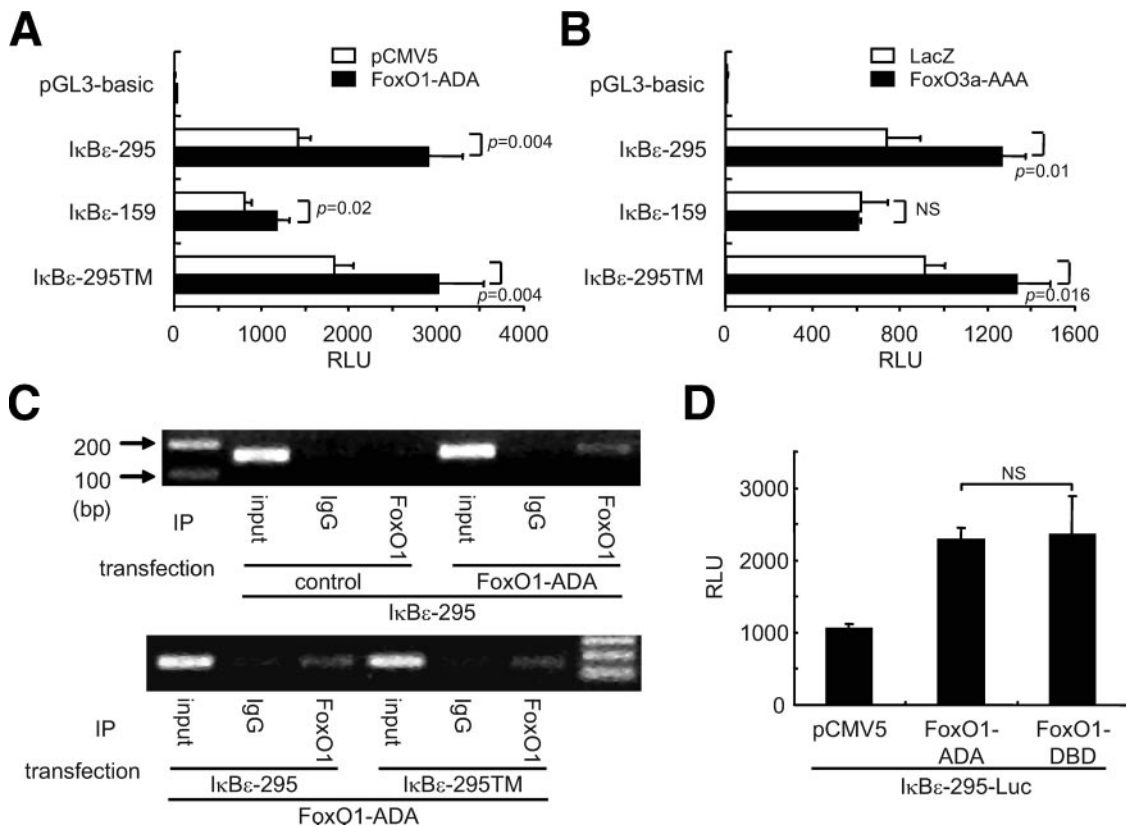 A
pCMV5
FoxO1-ADA
pGL3-basic
IκBε-295
p=0.004
IκBε-159
p=0.02
IκBε-295TM
p=0.004
0 1000 2000 3000 4000
RLU
B
LacZ
FoxO3a-AAA
pGL3-basic
IκBε-295
p=0.01
IκBε-159
NS
IκBε-295TM
p=0.016
0 400 800 1200 1600
RLU
C
200
100
(bp)
IP
input IgG FoxO1 input IgG FoxO1
transfection
control FoxO1-ADA
IκBε-295
IP
input IgG FoxO1 input IgG FoxO1
transfection
IκBε-295 IκBε-295TM
FoxO1-ADA
D
NS
3000
2000
1000
0
RLU
pCMV5 FoxO1-ADA FoxO1-DBD
IκBε-295-Luc